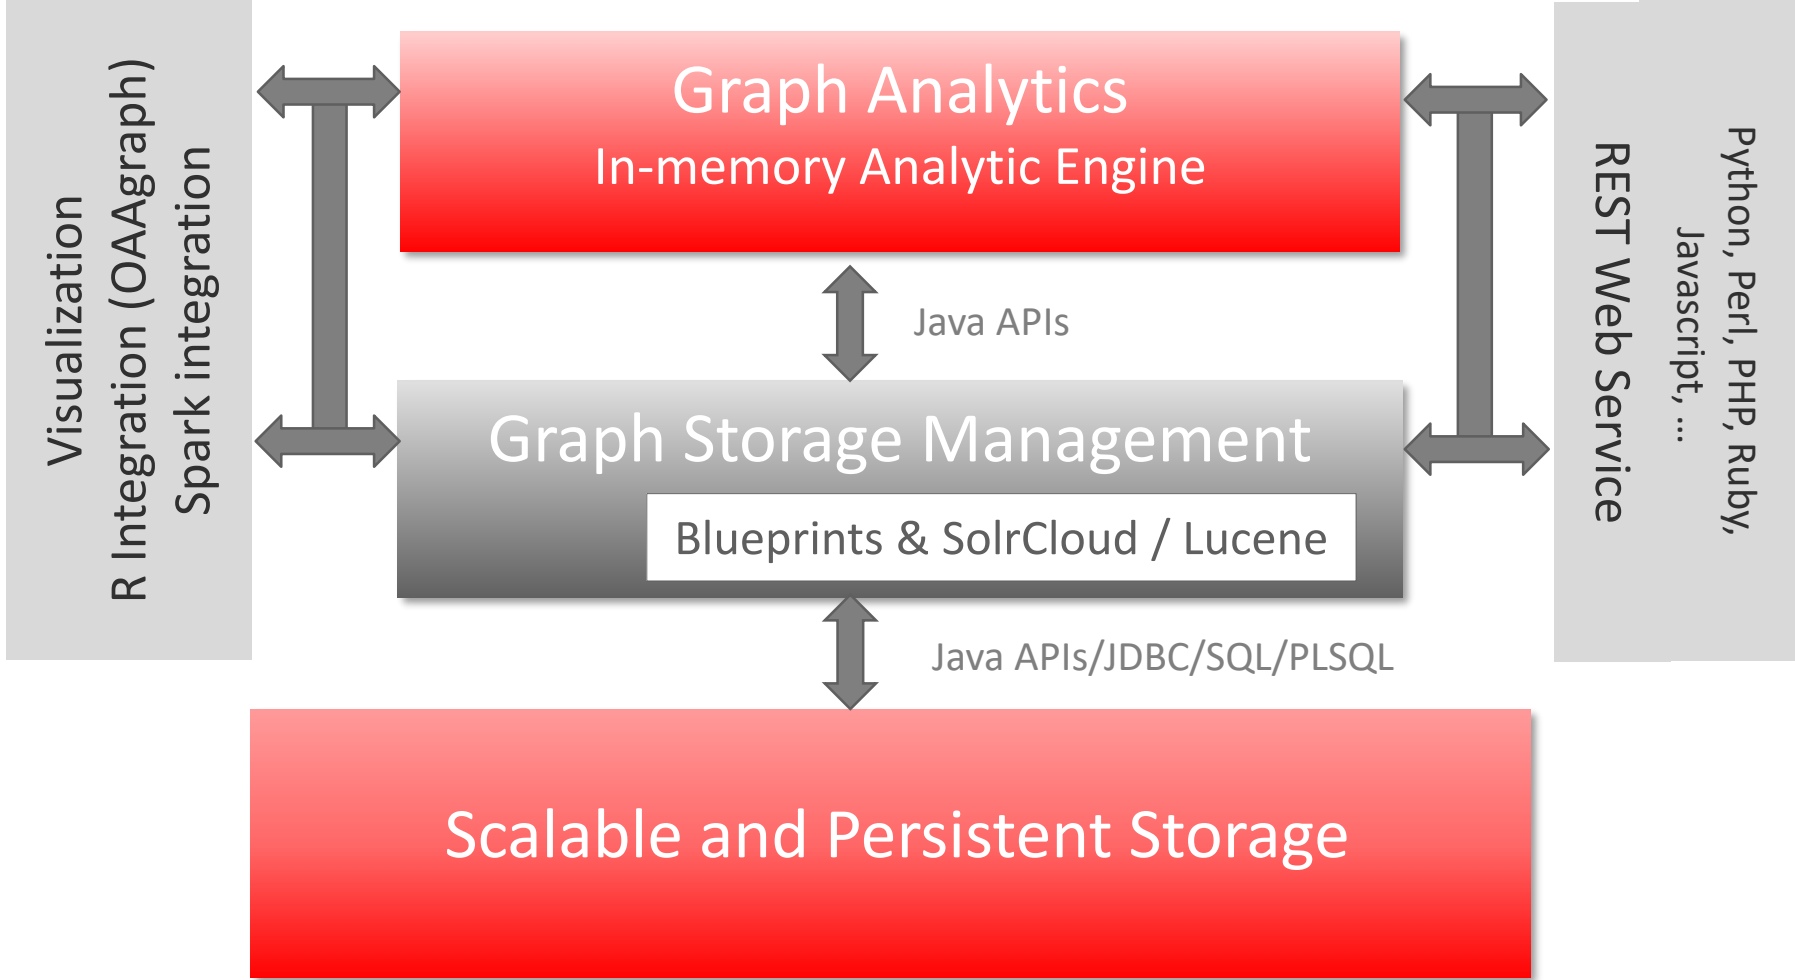 Visualization
R Integration (OAAgraph)
Spark integration
Graph Analytics
In-memory Analytic Engine
Java APIs
Graph Storage Management
Blueprints & SolrCloud / Lucene
Java APIs/JDBC/SQL/PLSQL
Scalable and Persistent Storage
REST Web Service
Python, Perl, PHP, Ruby,
Javascript, ...